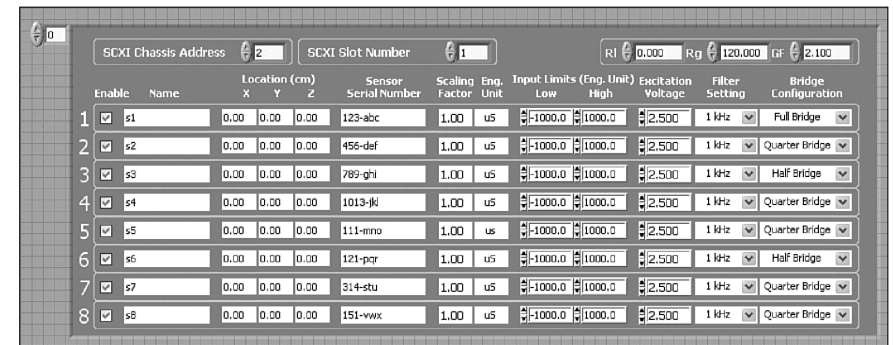 0
SCXI Chassis Address 2 SCXI Slot Number 1 Rl 0.000 Rg 120.000 GF 2.100
Location (cm) Sensor Scaling Eng. Input Limits (Eng. Unit) Excitation Filter Bridge
Enable Name X Y Z Serial Number Factor Unit Low High Voltage Setting Configuration
1 s1 0.00 0.00 0.00 123-abc 1.00 uS -1000.0 1000.0 2.500 1 kHz Full Bridge
2 s2 0.00 0.00 0.00 456-def 1.00 uS -1000.0 1000.0 2.500 1 kHz Quarter Bridge
3 s3 0.00 0.00 0.00 789-ghi 1.00 uS -1000.0 1000.0 2.500 1 kHz Half Bridge
4 s4 0.00 0.00 0.00 1013-jkl 1.00 uS -1000.0 1000.0 2.500 1 kHz Quarter Bridge
5 s5 0.00 0.00 0.00 111-mno 1.00 us -1000.0 1000.0 2.500 1 kHz Quarter Bridge
6 s6 0.00 0.00 0.00 121-pqr 1.00 uS -1000.0 1000.0 2.500 1 kHz Half Bridge
7 s7 0.00 0.00 0.00 314-stu 1.00 uS -1000.0 1000.0 2.500 1 kHz Quarter Bridge
8 s8 0.00 0.00 0.00 151-vwx 1.00 uS -1000.0 1000.0 2.500 1 kHz Quarter Bridge